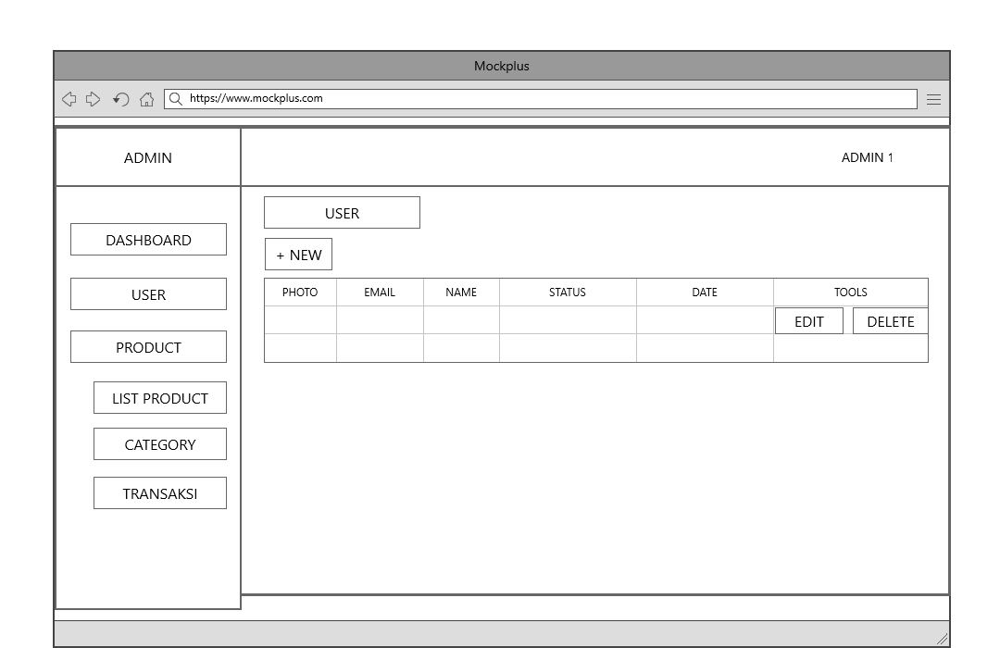 Mockplus
https://www.mockplus.com
ADMIN
ADMIN 1
DASHBOARD
USER
PRODUCT
LIST PRODUCT
CATEGORY
TRANSAKSI
USER
+ NEW
PHOTO EMAIL NAME STATUS DATE TOOLS
EDIT DELETE